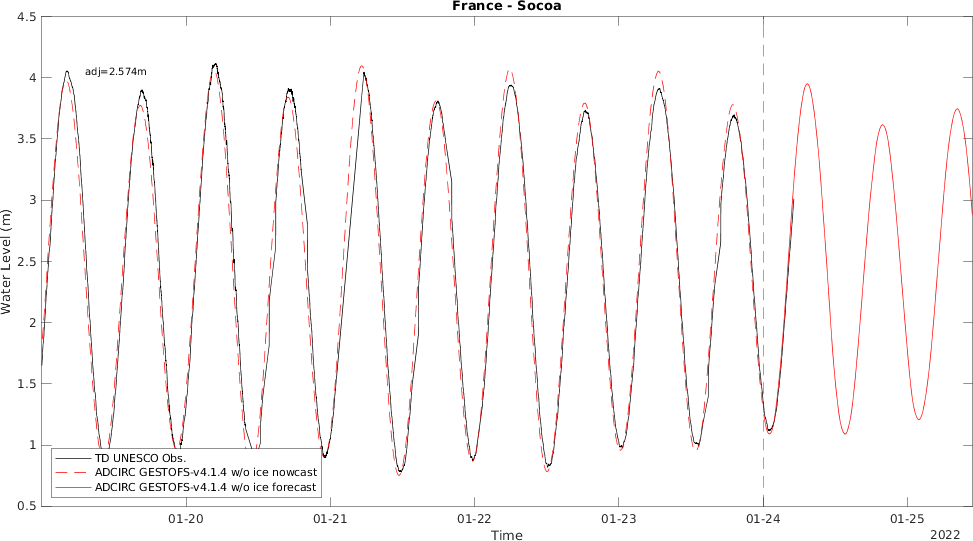 France - Socoa
4.5
4
3.5
3
2.5
2
1.5
1
0.5
Water Level (m)
adj=2.574m
TD UNESCO Obs.
ADCIRC GESTOFS-v4.1.4 w/o ice nowcast
ADCIRC GESTOFS-v4.1.4 w/o ice forecast
01-20 01-21 01-22 01-23 01-24 01-25
Time
2022